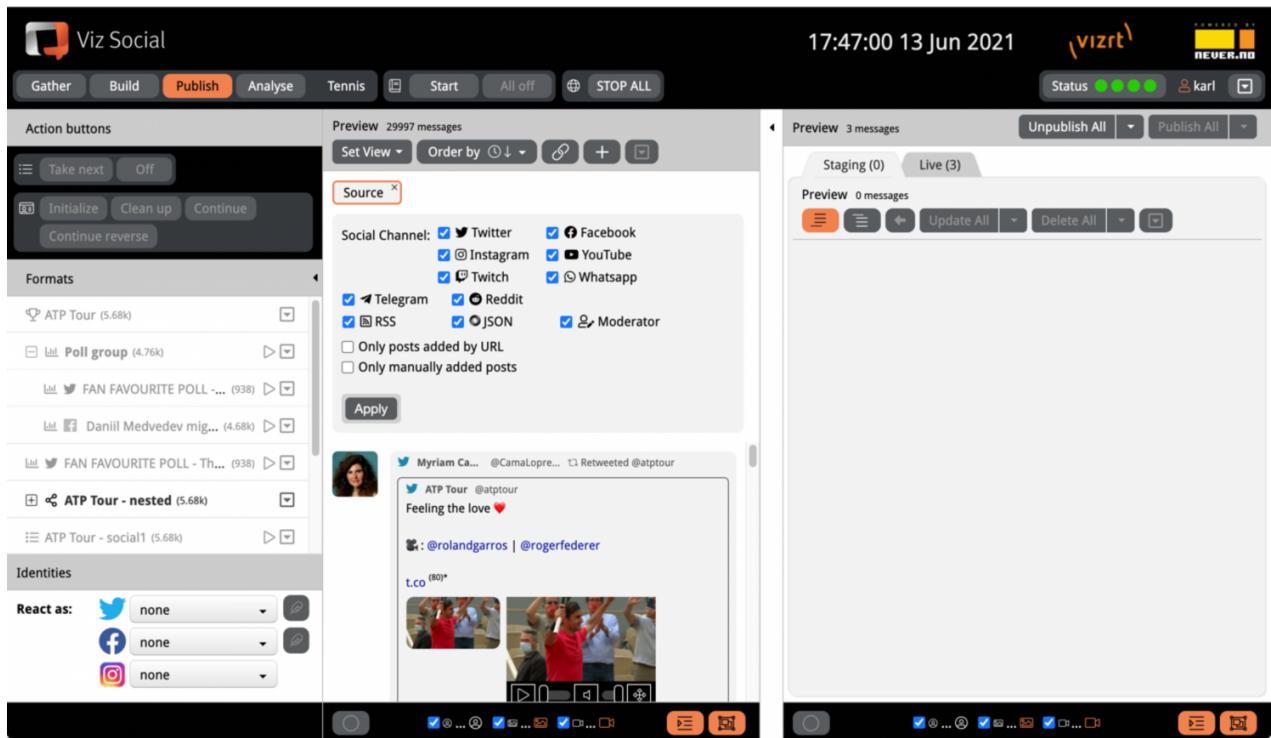 Viz Social
17:47:00 13 Jun 2021
vizrt
POWERED BY
never.no
Gather Build Publish Analyse Tennis Start All off STOP ALL
Status karl
Action buttons
Take next Off
Initialize Clean up Continue
Continue reverse
Formats
ATP Tour (5.68k)
Poll group (4.76k)
FAN FAVOURITE POLL -... (938)
Daniil Medvedev mig... (4.68k)
FAN FAVOURITE POLL - Th... (938)
ATP Tour - nested (5.68k)
ATP Tour - social1 (5.68k)
Identities
React as: none
none
none
Preview 29997 messages
Set View Order by
Source ×
Social Channel: Twitter Facebook
Instagram YouTube
Twitch Whatsapp
Telegram Reddit
RSS JSON Moderator
Only posts added by URL
Only manually added posts
Apply
Myriam Ca... @CamaLopre... Retweeted @atptour
ATP Tour @atptour
Feeling the love ❤️
🎥: @rolandgarros | @rogerfederer
t.co (80)*
... ... ...
Preview 3 messages Unpublish All Publish All
Staging (0) Live (3)
Preview 0 messages
Update All Delete All
... ... ...